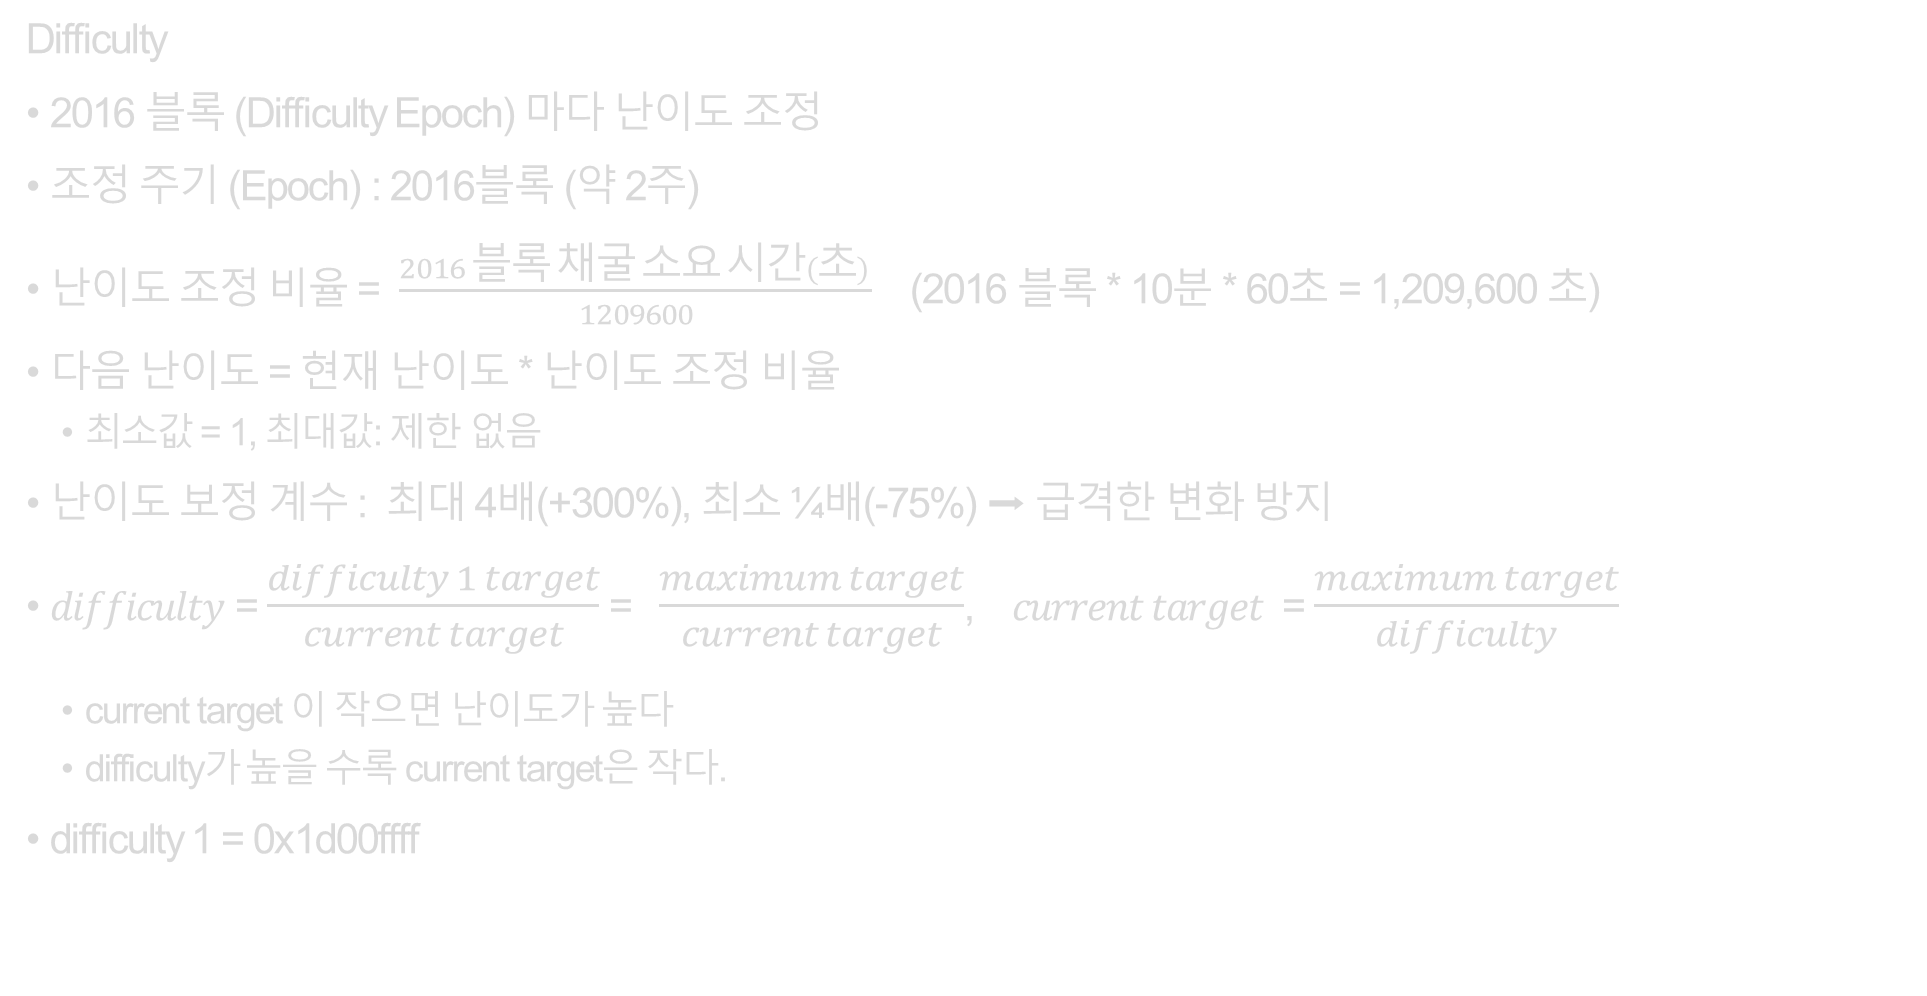 Difficulty
• 2016 블록 (Difficulty Epoch) 마다 난이도 조정
• 조정 주기 (Epoch) : 2016블록 (약 2주)
• 난이도 조정 비율 = 2016 블록 채굴 소요 시간(초) / 1209600 (2016 블록 * 10분 * 60초 = 1,209,600 초)
• 다음 난이도 = 현재 난이도 * 난이도 조정 비율
• 최소값 = 1, 최대값: 제한 없음
• 난이도 보정 계수 : 최대 4배(+300%), 최소 ¼배(-75%) ➡ 급격한 변화 방지
• difficulty = difficulty 1 target / current target = maximum target / current target, current target = maximum target / difficulty
• current target 이 작으면 난이도가 높다
• difficulty가 높을 수록 current target은 작다.
• difficulty 1 = 0x1d00ffff